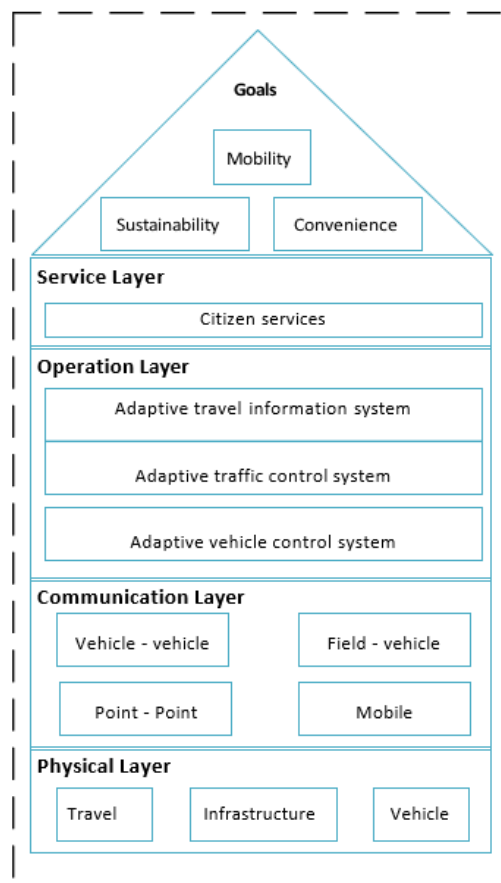 Goals
Mobility
Sustainability
Convenience
Service Layer
Citizen services
Operation Layer
Adaptive travel information system
Adaptive traffic control system
Adaptive vehicle control system
Communication Layer
Vehicle - vehicle
Field - vehicle
Point - Point
Mobile
Physical Layer
Travel
Infrastructure
Vehicle